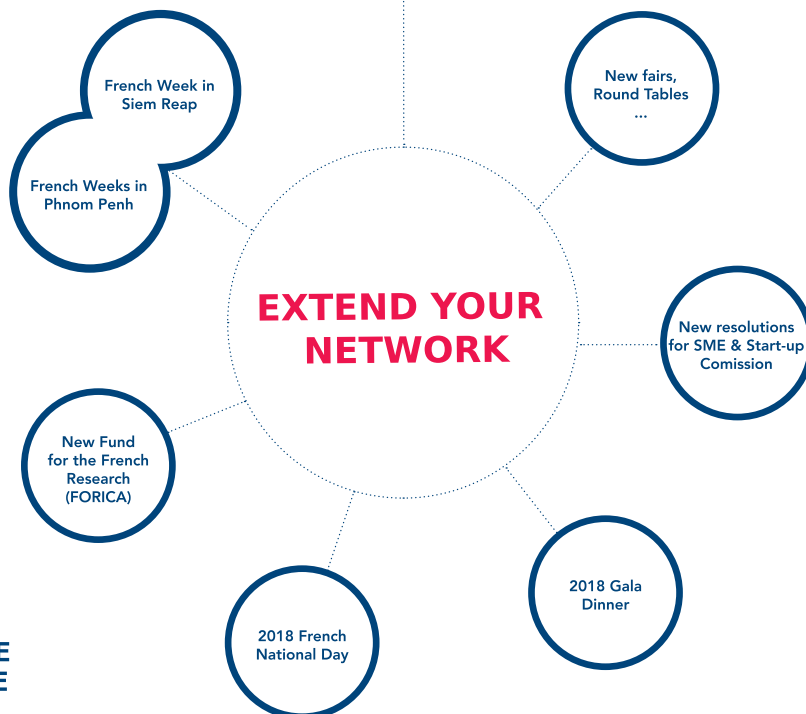 French Week in
Siem Reap
French Weeks in
Phnom Penh
New fairs,
Round Tables
...
EXTEND YOUR
NETWORK
New resolutions
for SME & Start-up
Comission
New Fund
for the French
Research
(FORICA)
2018 Gala
Dinner
2018 French
National Day